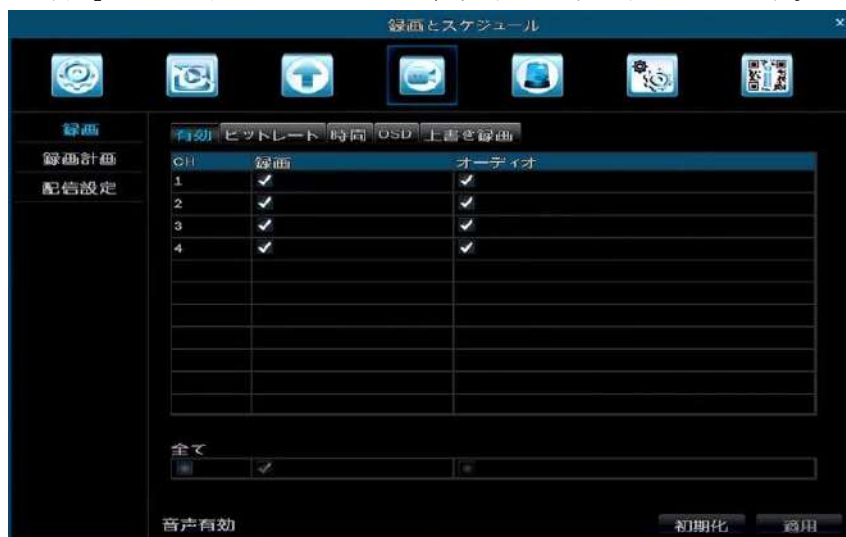 録画とスケジュール ×
録画
録画計画
配信設定
有効 ビットレート 時間 OSD 上書き録画
CH 録画 オーディオ
1
2
3
4
全て
音声有効
初期化 適用